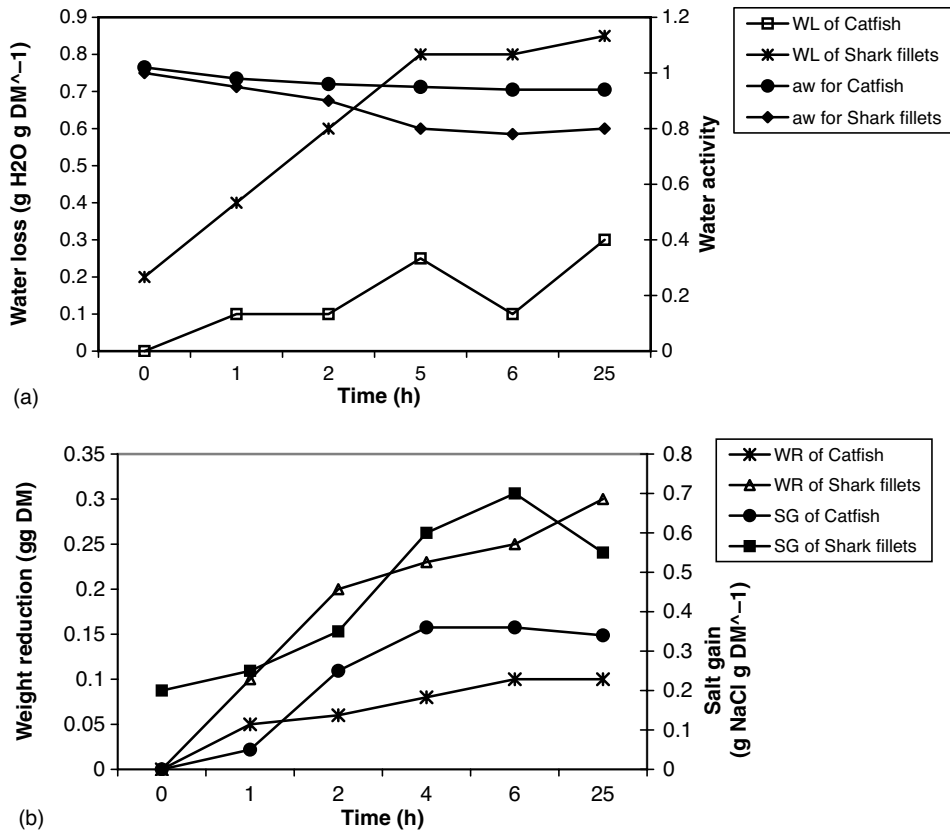 0.9
0.8
0.7
0.6
0.5
0.4
0.3
0.2
0.1
0
Water loss (g H2O g DM^−1)
1.2
1
0.8
0.6
0.4
0.2
0
Water activity
0 1 2 5 6 25
Time (h)
(a)
WL of Catfish
WL of Shark fillets
aw for Catfish
aw for Shark fillets
0.35
0.3
0.25
0.2
0.15
0.1
0.05
0
Weight reduction (gg DM)
0.8
0.7
0.6
0.5
0.4
0.3
0.2
0.1
0
Salt gain
(g NaCl g DM^−1)
0 1 2 4 6 25
Time (h)
(b)
WR of Catfish
WR of Shark fillets
SG of Catfish
SG of Shark fillets